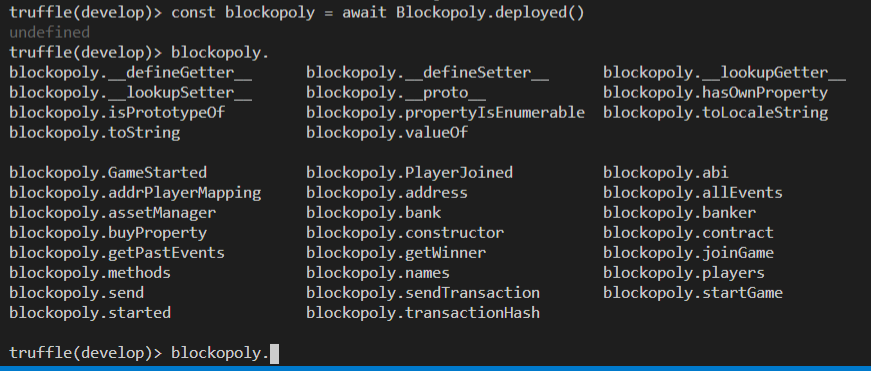 truffle(develop)> const blockopoly = await Blockopoly.deployed()
undefined
truffle(develop)> blockopoly.
blockopoly.__defineGetter__      blockopoly.__defineSetter__      blockopoly.__lookupGetter__
blockopoly.__lookupSetter__      blockopoly.__proto__             blockopoly.hasOwnProperty
blockopoly.isPrototypeOf         blockopoly.propertyIsEnumerable  blockopoly.toLocaleString
blockopoly.toString              blockopoly.valueOf
blockopoly.GameStarted           blockopoly.PlayerJoined          blockopoly.abi
blockopoly.addrPlayerMapping     blockopoly.address               blockopoly.allEvents
blockopoly.assetManager          blockopoly.bank                  blockopoly.banker
blockopoly.buyProperty           blockopoly.constructor           blockopoly.contract
blockopoly.getPastEvents         blockopoly.getWinner             blockopoly.joinGame
blockopoly.methods               blockopoly.names                 blockopoly.players
blockopoly.send                  blockopoly.sendTransaction       blockopoly.startGame
blockopoly.started               blockopoly.transactionHash
truffle(develop)> blockopoly.